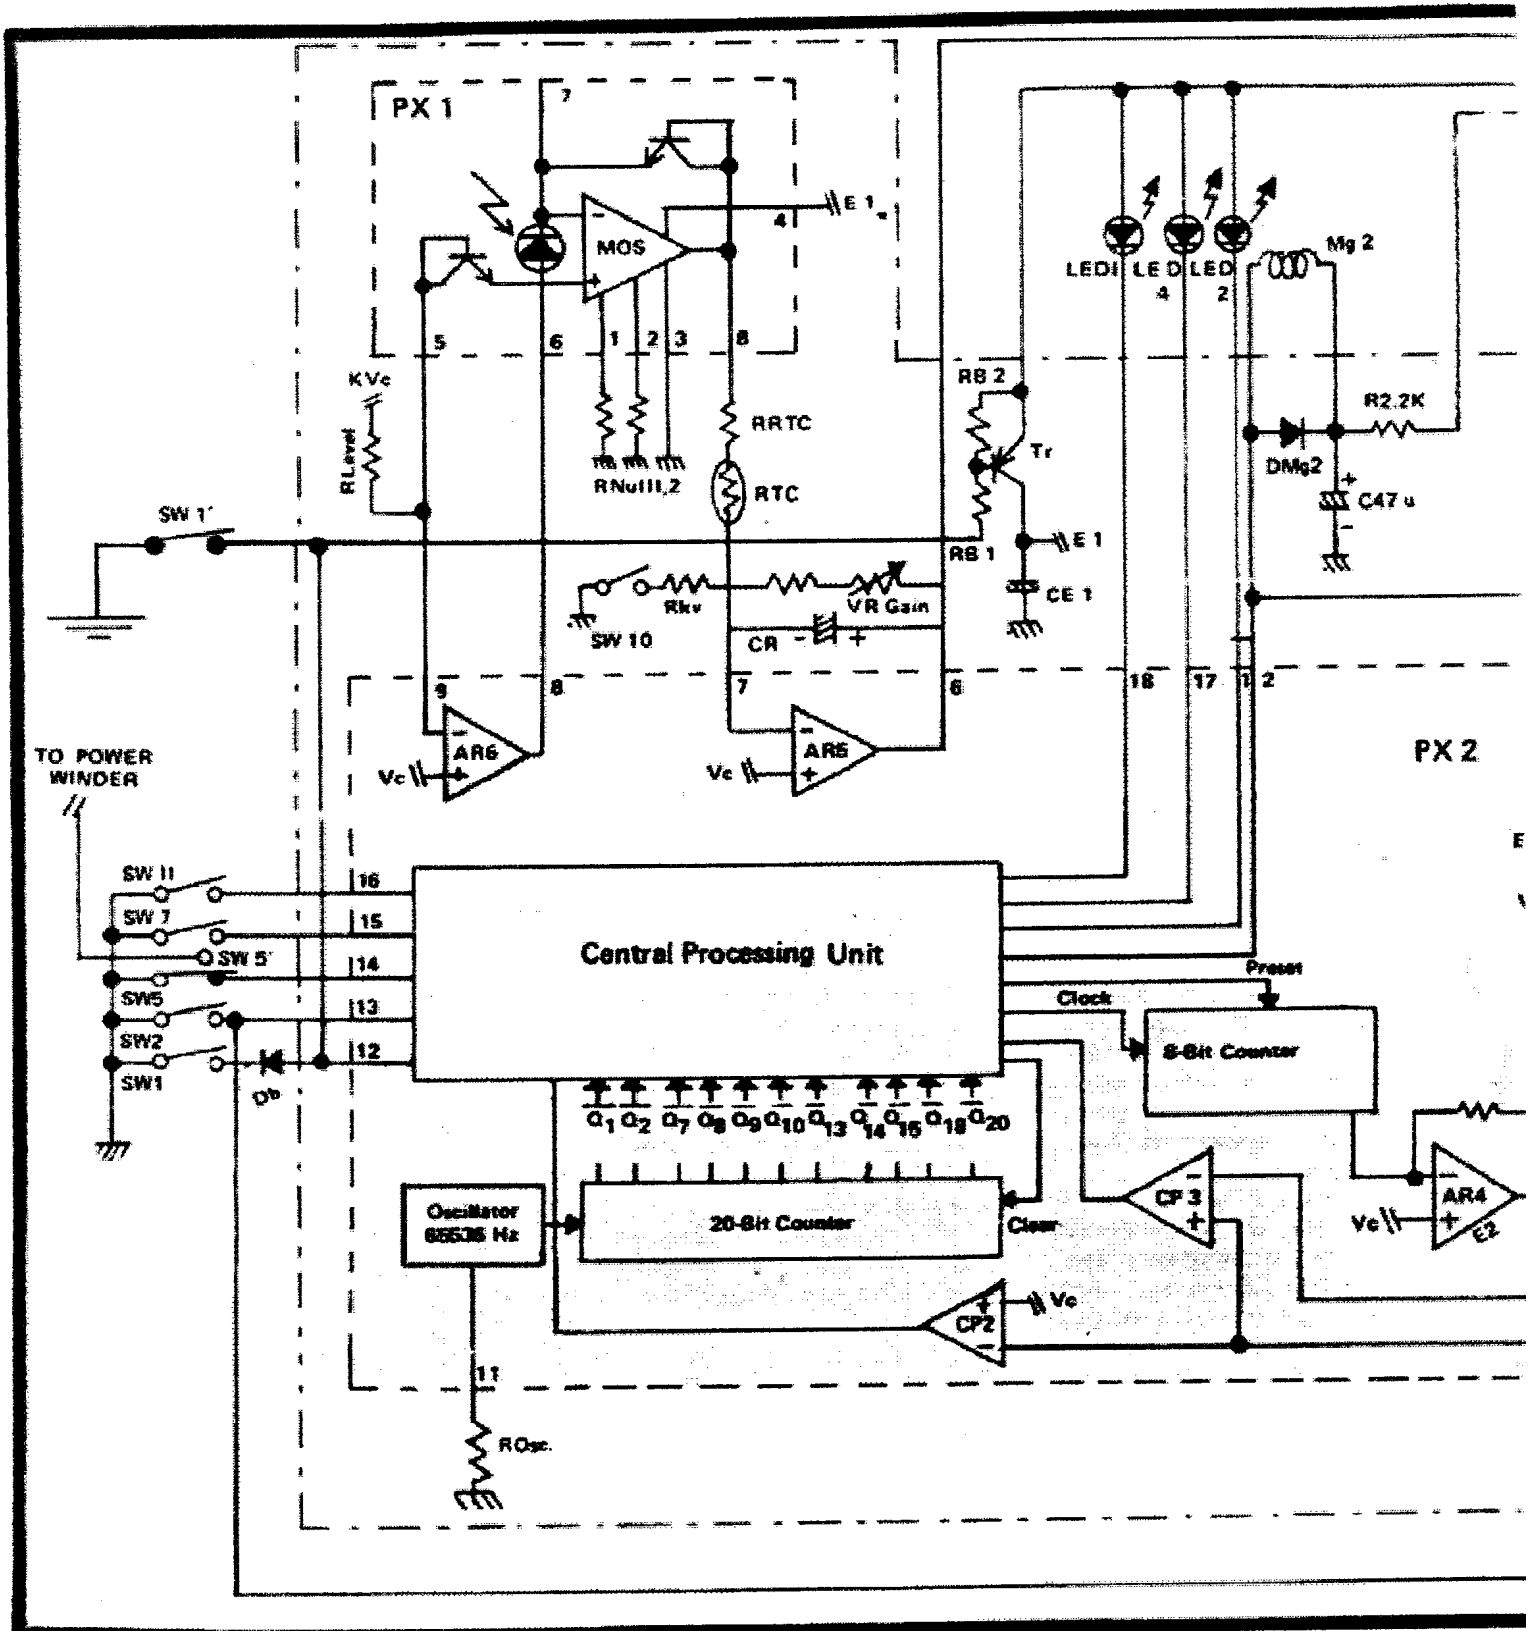 PX 1
7
4
E 1
MOS
5
6
1
2
3
8
LEDI
LED 4
LED 2
Mg 2
KVc
RLevel
RRTC
RNulll,2
RTC
RB 2
Tr
R2.2K
DMg2
C47 u
SW 1'
RB 1
E 1
CE 1
Rkv
VR Gain
SW 10
CR
9
8
7
6
18
17
1
2
AR6
Vc
AR5
Vc
PX 2
TO POWER
WINDER
SW 11
16
SW 7
15
SW 5'
14
SW5
13
SW2
12
SW1
Db
Central Processing Unit
Preset
Clock
8-Bit Counter
Q1 Q2 Q7 Q8 Q9 Q10 Q13 Q14 Q15 Q18 Q20
Oscillator
65536 Hz
20-Bit Counter
Clear
CP 3
AR4
Vc
E2
CP2
Vc
11
ROsc.